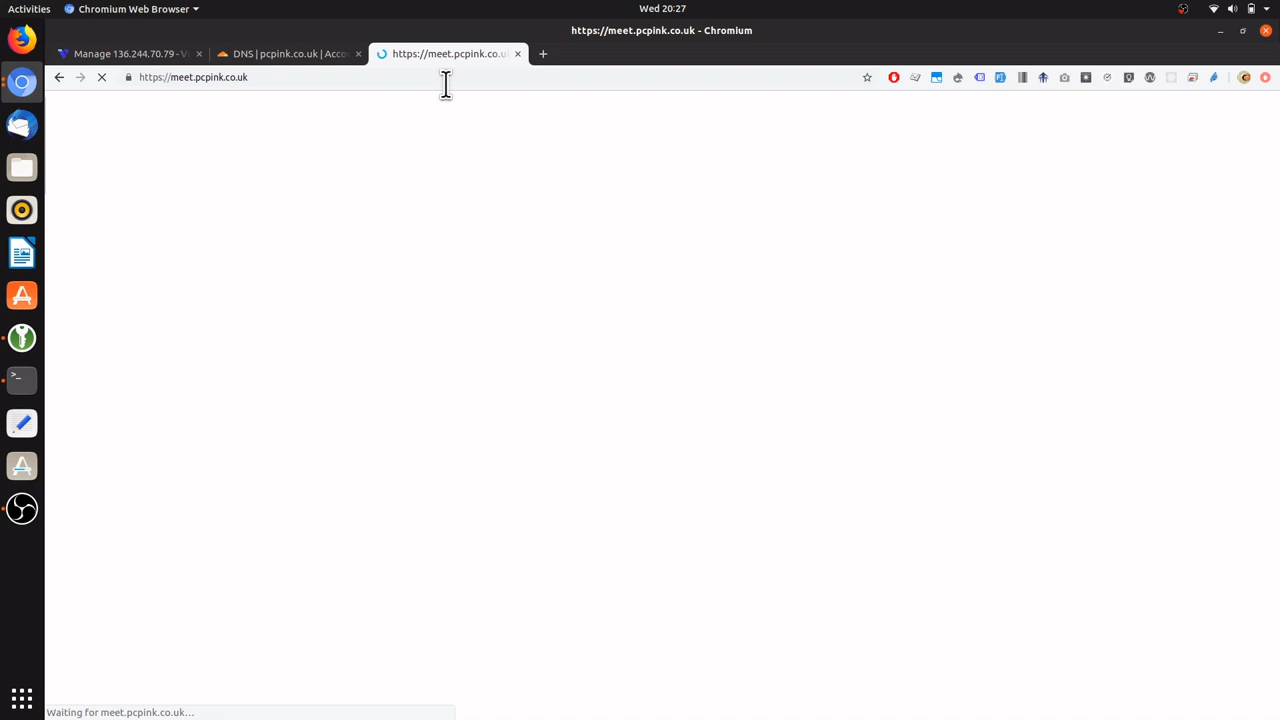 Activities
Chromium Web Browser
Wed 20:27
https://meet.pcpink.co.uk - Chromium
Manage 136.244.70.79 - V
DNS | pcpink.co.uk | Acco
https://meet.pcpink.co.u
https://meet.pcpink.co.uk
Waiting for meet.pcpink.co.uk...